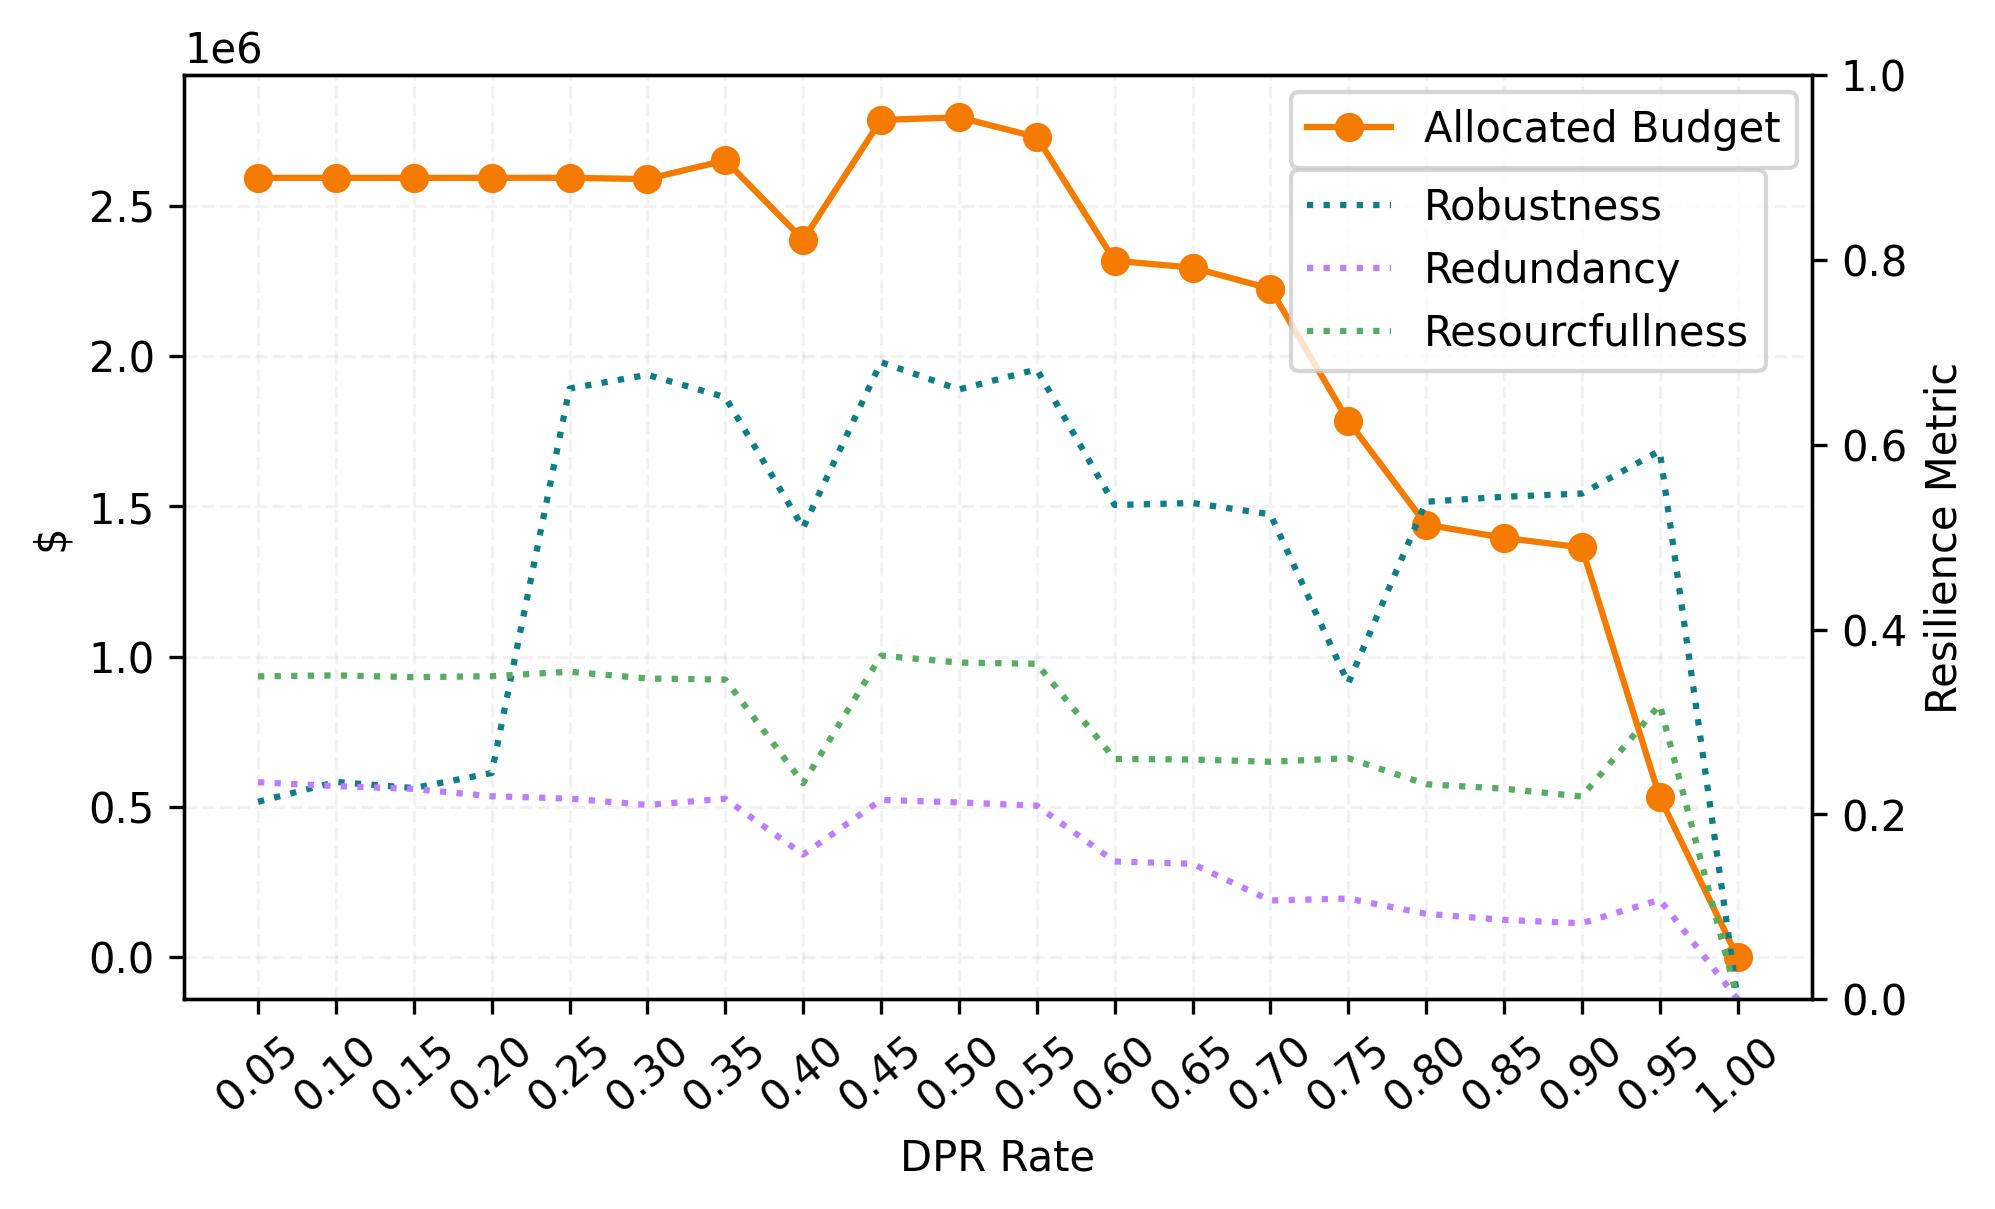 1e6
Allocated Budget
Robustness
Redundancy
Resourcfullness
2.5
2.0
1.5
1.0
0.5
0.0
$
1.0
0.8
0.6
0.4
0.2
0.0
Resilience Metric
0.05 0.10 0.15 0.20 0.25 0.30 0.35 0.40 0.45 0.50 0.55 0.60 0.65 0.70 0.75 0.80 0.85 0.90 0.95 1.00
DPR Rate